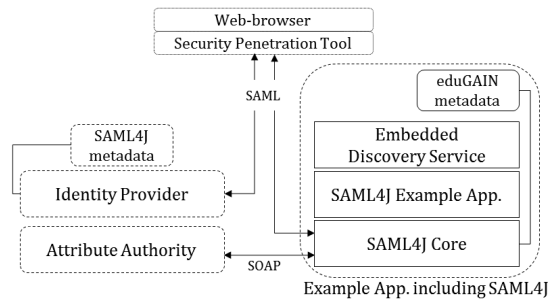 Web-browser
Security Penetration Tool
SAML
eduGAIN
metadata
SAML4J
metadata
Embedded
Discovery Service
Identity Provider
SAML4J Example App.
Attribute Authority
SAML4J Core
SOAP
Example App. including SAML4J